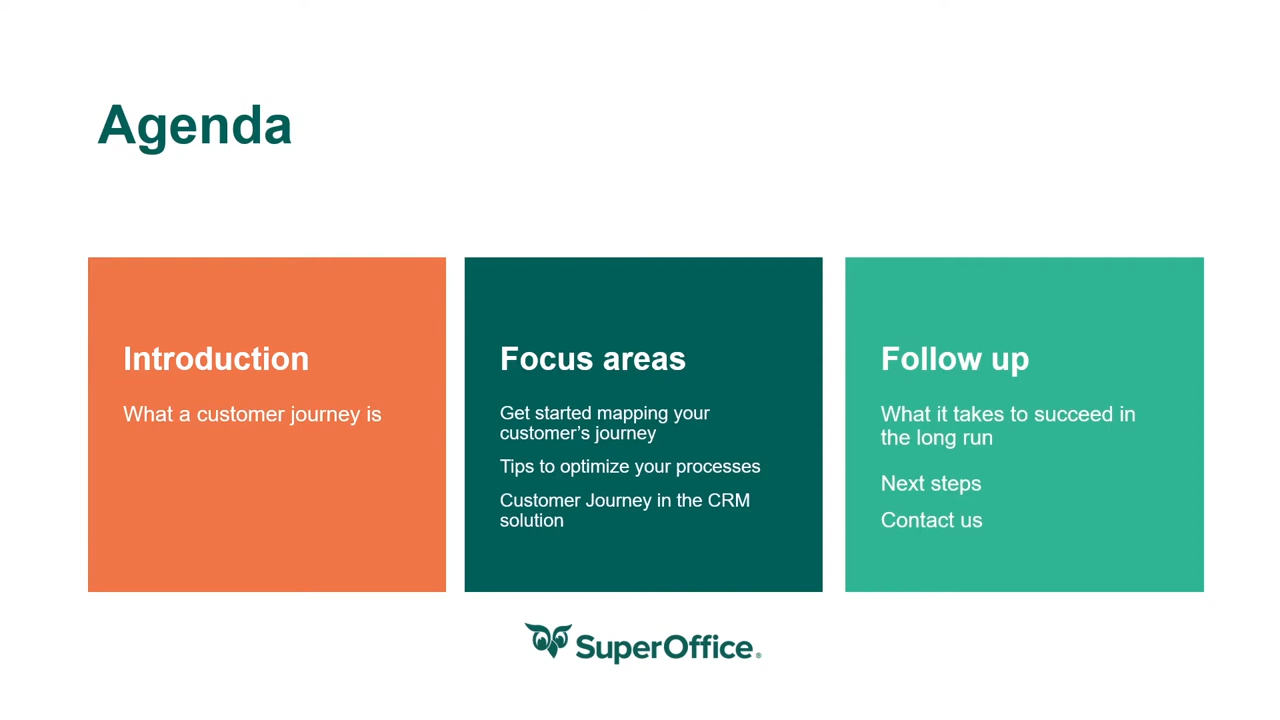 Agenda
Introduction
What a customer journey is
Focus areas
Get started mapping your
customer’s journey
Tips to optimize your processes
Customer Journey in the CRM
solution
Follow up
What it takes to succeed in
the long run
Next steps
Contact us
SuperOffice®